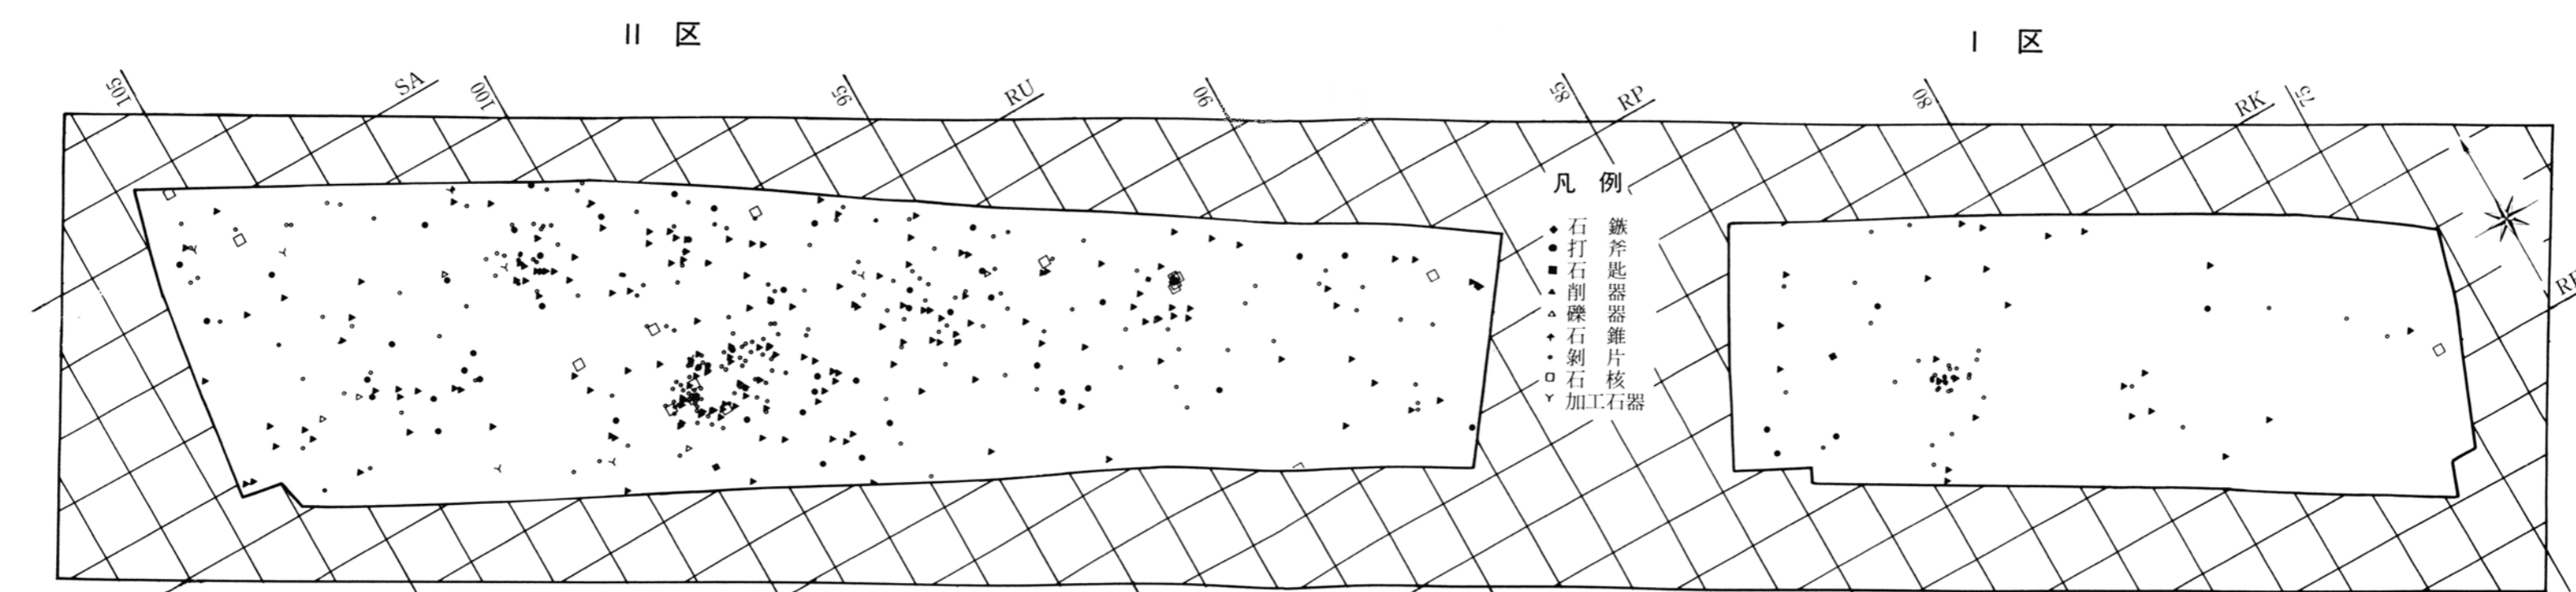 II 区
I 区
105
SA
100
95
RU
90
85
RP
80
RK
75
凡 例
石 鏃
打 斧
石 匙
削 器
礫 器
石 錐
剝 片
石 核
加工石器